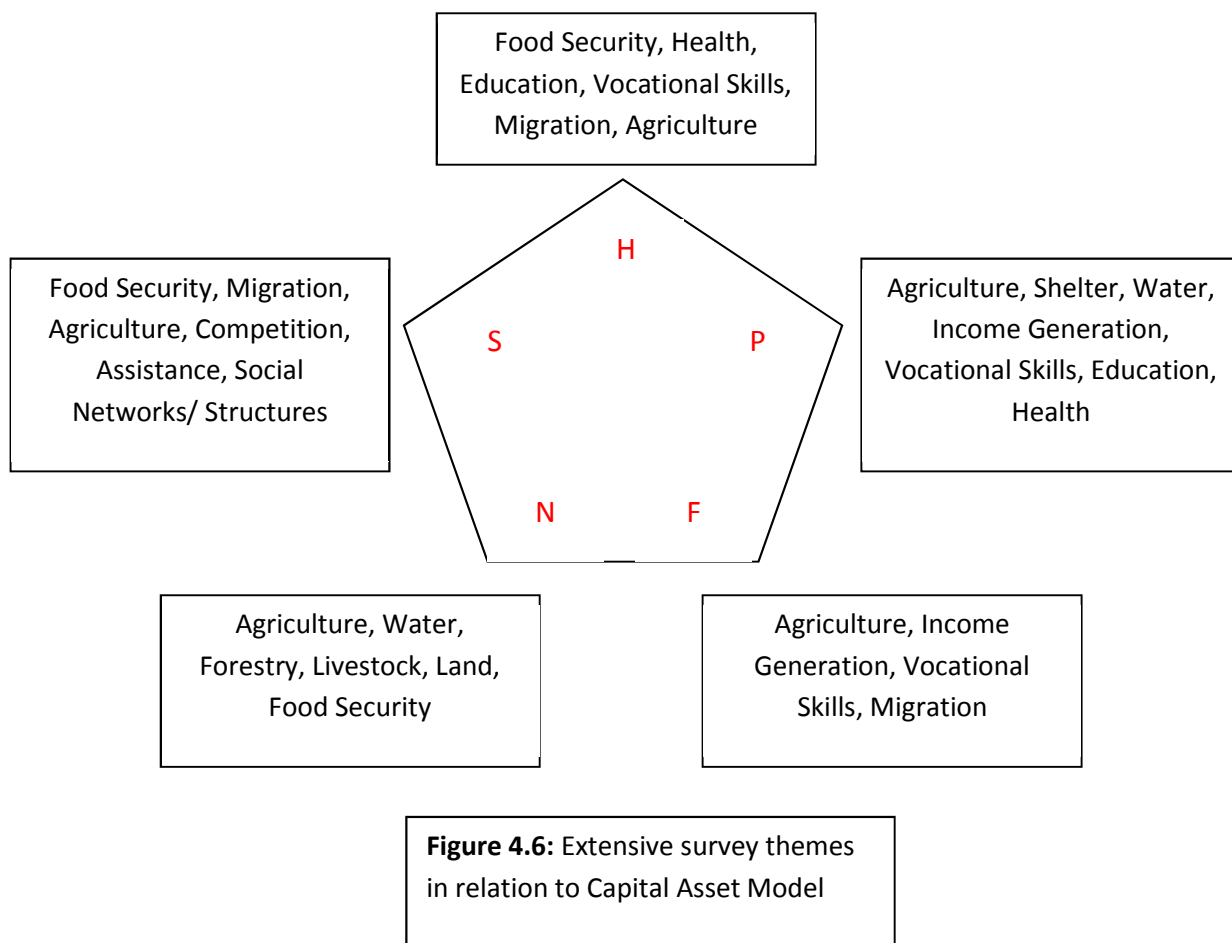 Food Security, Health,
Education, Vocational Skills,
Migration, Agriculture
H
Food Security, Migration,
Agriculture, Competition,
Assistance, Social
Networks/ Structures
S
P
Agriculture, Shelter, Water,
Income Generation,
Vocational Skills, Education,
Health
N
F
Agriculture, Water,
Forestry, Livestock, Land,
Food Security
Agriculture, Income
Generation, Vocational
Skills, Migration
Figure 4.6: Extensive survey themes
in relation to Capital Asset Model